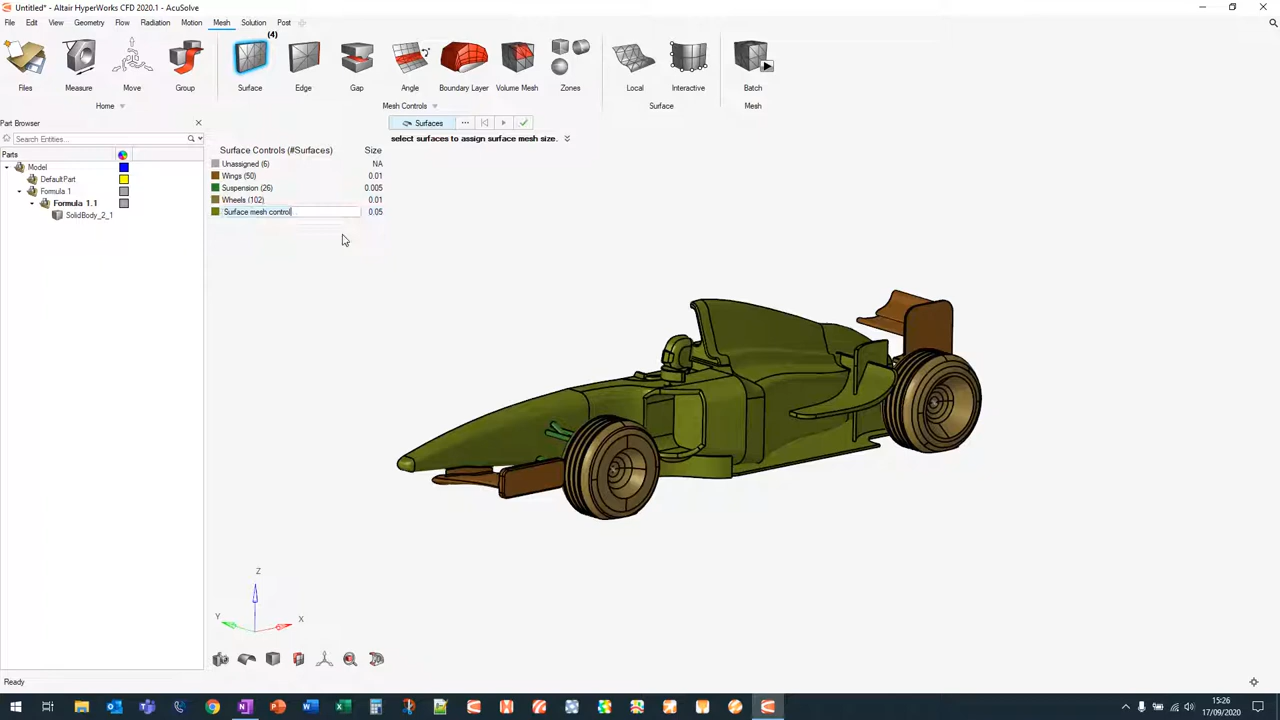 Untitled* - Altair HyperWorks CFD 2020.1 - AcuSolve
File Edit View Geometry Flow Radiation Motion Mesh Solution Post
(4)
Files Measure Move Group Surface Edge Gap Angle Boundary Layer Volume Mesh Zones Local Interactive Batch
Home Mesh Controls Surface Mesh
Part Browser
Surfaces ...
Search Entities...
select surfaces to assign surface mesh size.
Parts
Model
DefaultPart
Formula 1
Formula 1.1
SolidBody_2_1
Surface Controls (#Surfaces) Size
Unassigned (6) NA
Wings (50) 0.01
Suspension (26) 0.005
Wheels (102) 0.01
Surface mesh control 0.05
Z
Y
X
Ready
15:26
17/09/2020